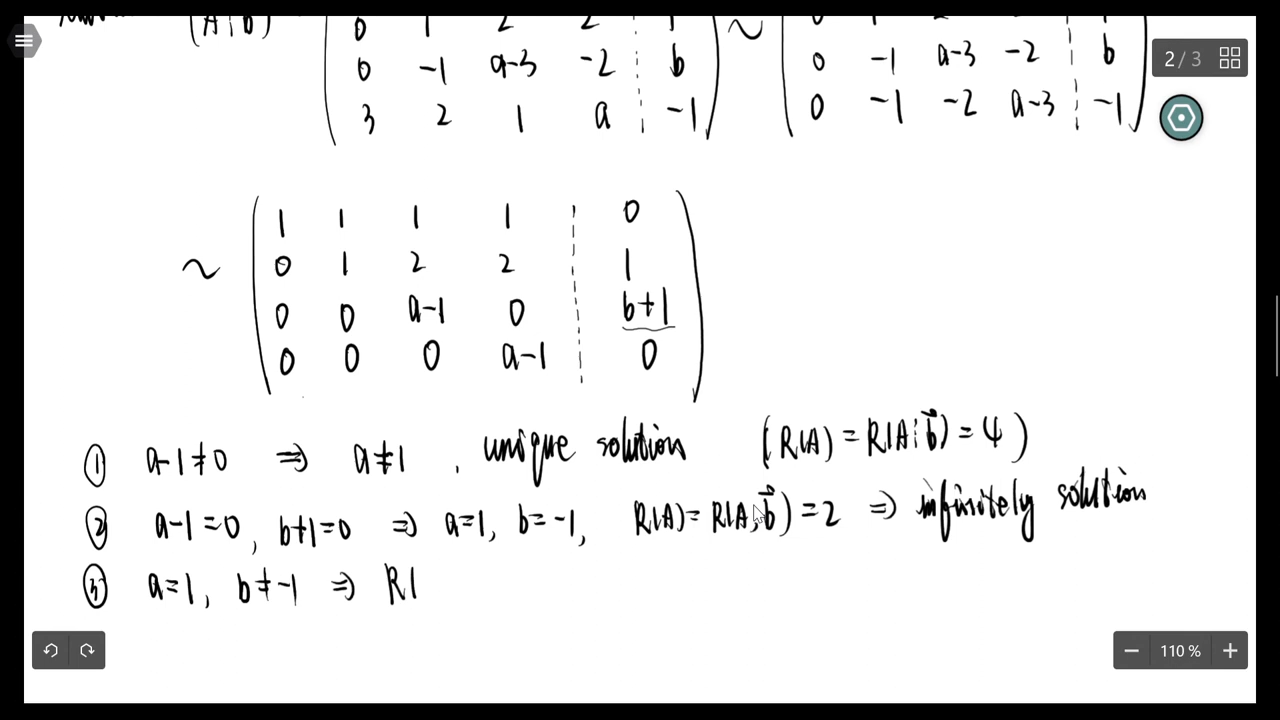 (A | b)
0 1 2 2 1
0 -1 a-3 -2 b 0 -1 a-3 -2 b
3 2 1 a -1 ~ 0 -1 -2 a-3 -1
2 / 3
1 1 1 1 0
~ 0 1 2 2 1
0 0 a-1 0 b+1
0 0 0 a-1 0
① a-1≠0 ⇒ a≠1 , unique solution (R(A) = R(A¦b⃗) = 4)
② a-1=0, b+1=0 ⇒ a=1, b=-1, R(A)= R(A,b⃗)=2 ⇒ infinitely solution
③ a=1, b≠-1 ⇒ R(
110 %